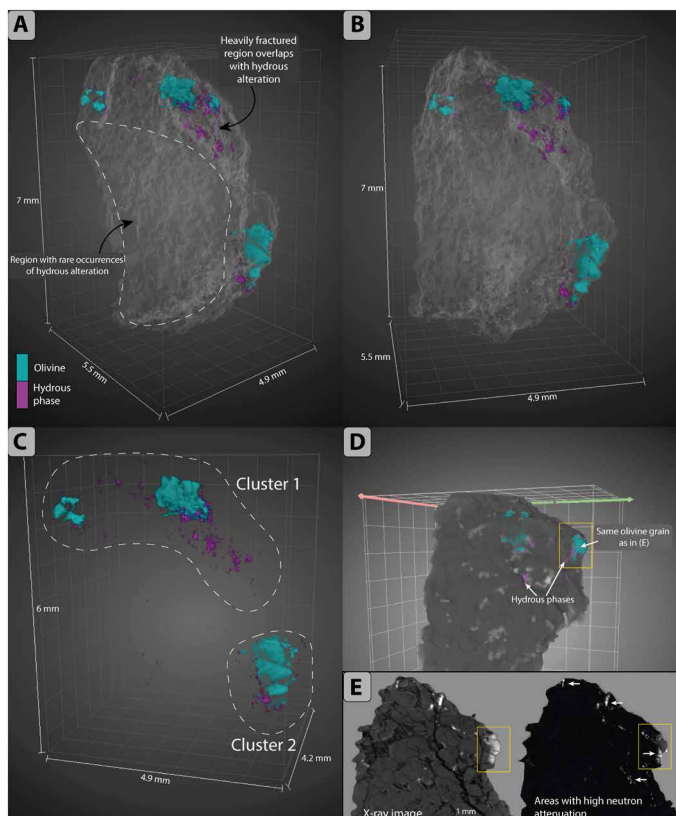 A
Heavily fractured
region overlaps
with hydrous
alteration
7 mm
Region with rare occurrences
of hydrous alteration
Olivine
Hydrous
phase
5.5 mm
4.9 mm
B
7 mm
5.5 mm
4.9 mm
C
Cluster 1
6 mm
Cluster 2
4.9 mm
4.2 mm
D
Same olivine grain
as in (E)
Hydrous phases
E
X-ray image
1 mm
Areas with high neutron
attenuation